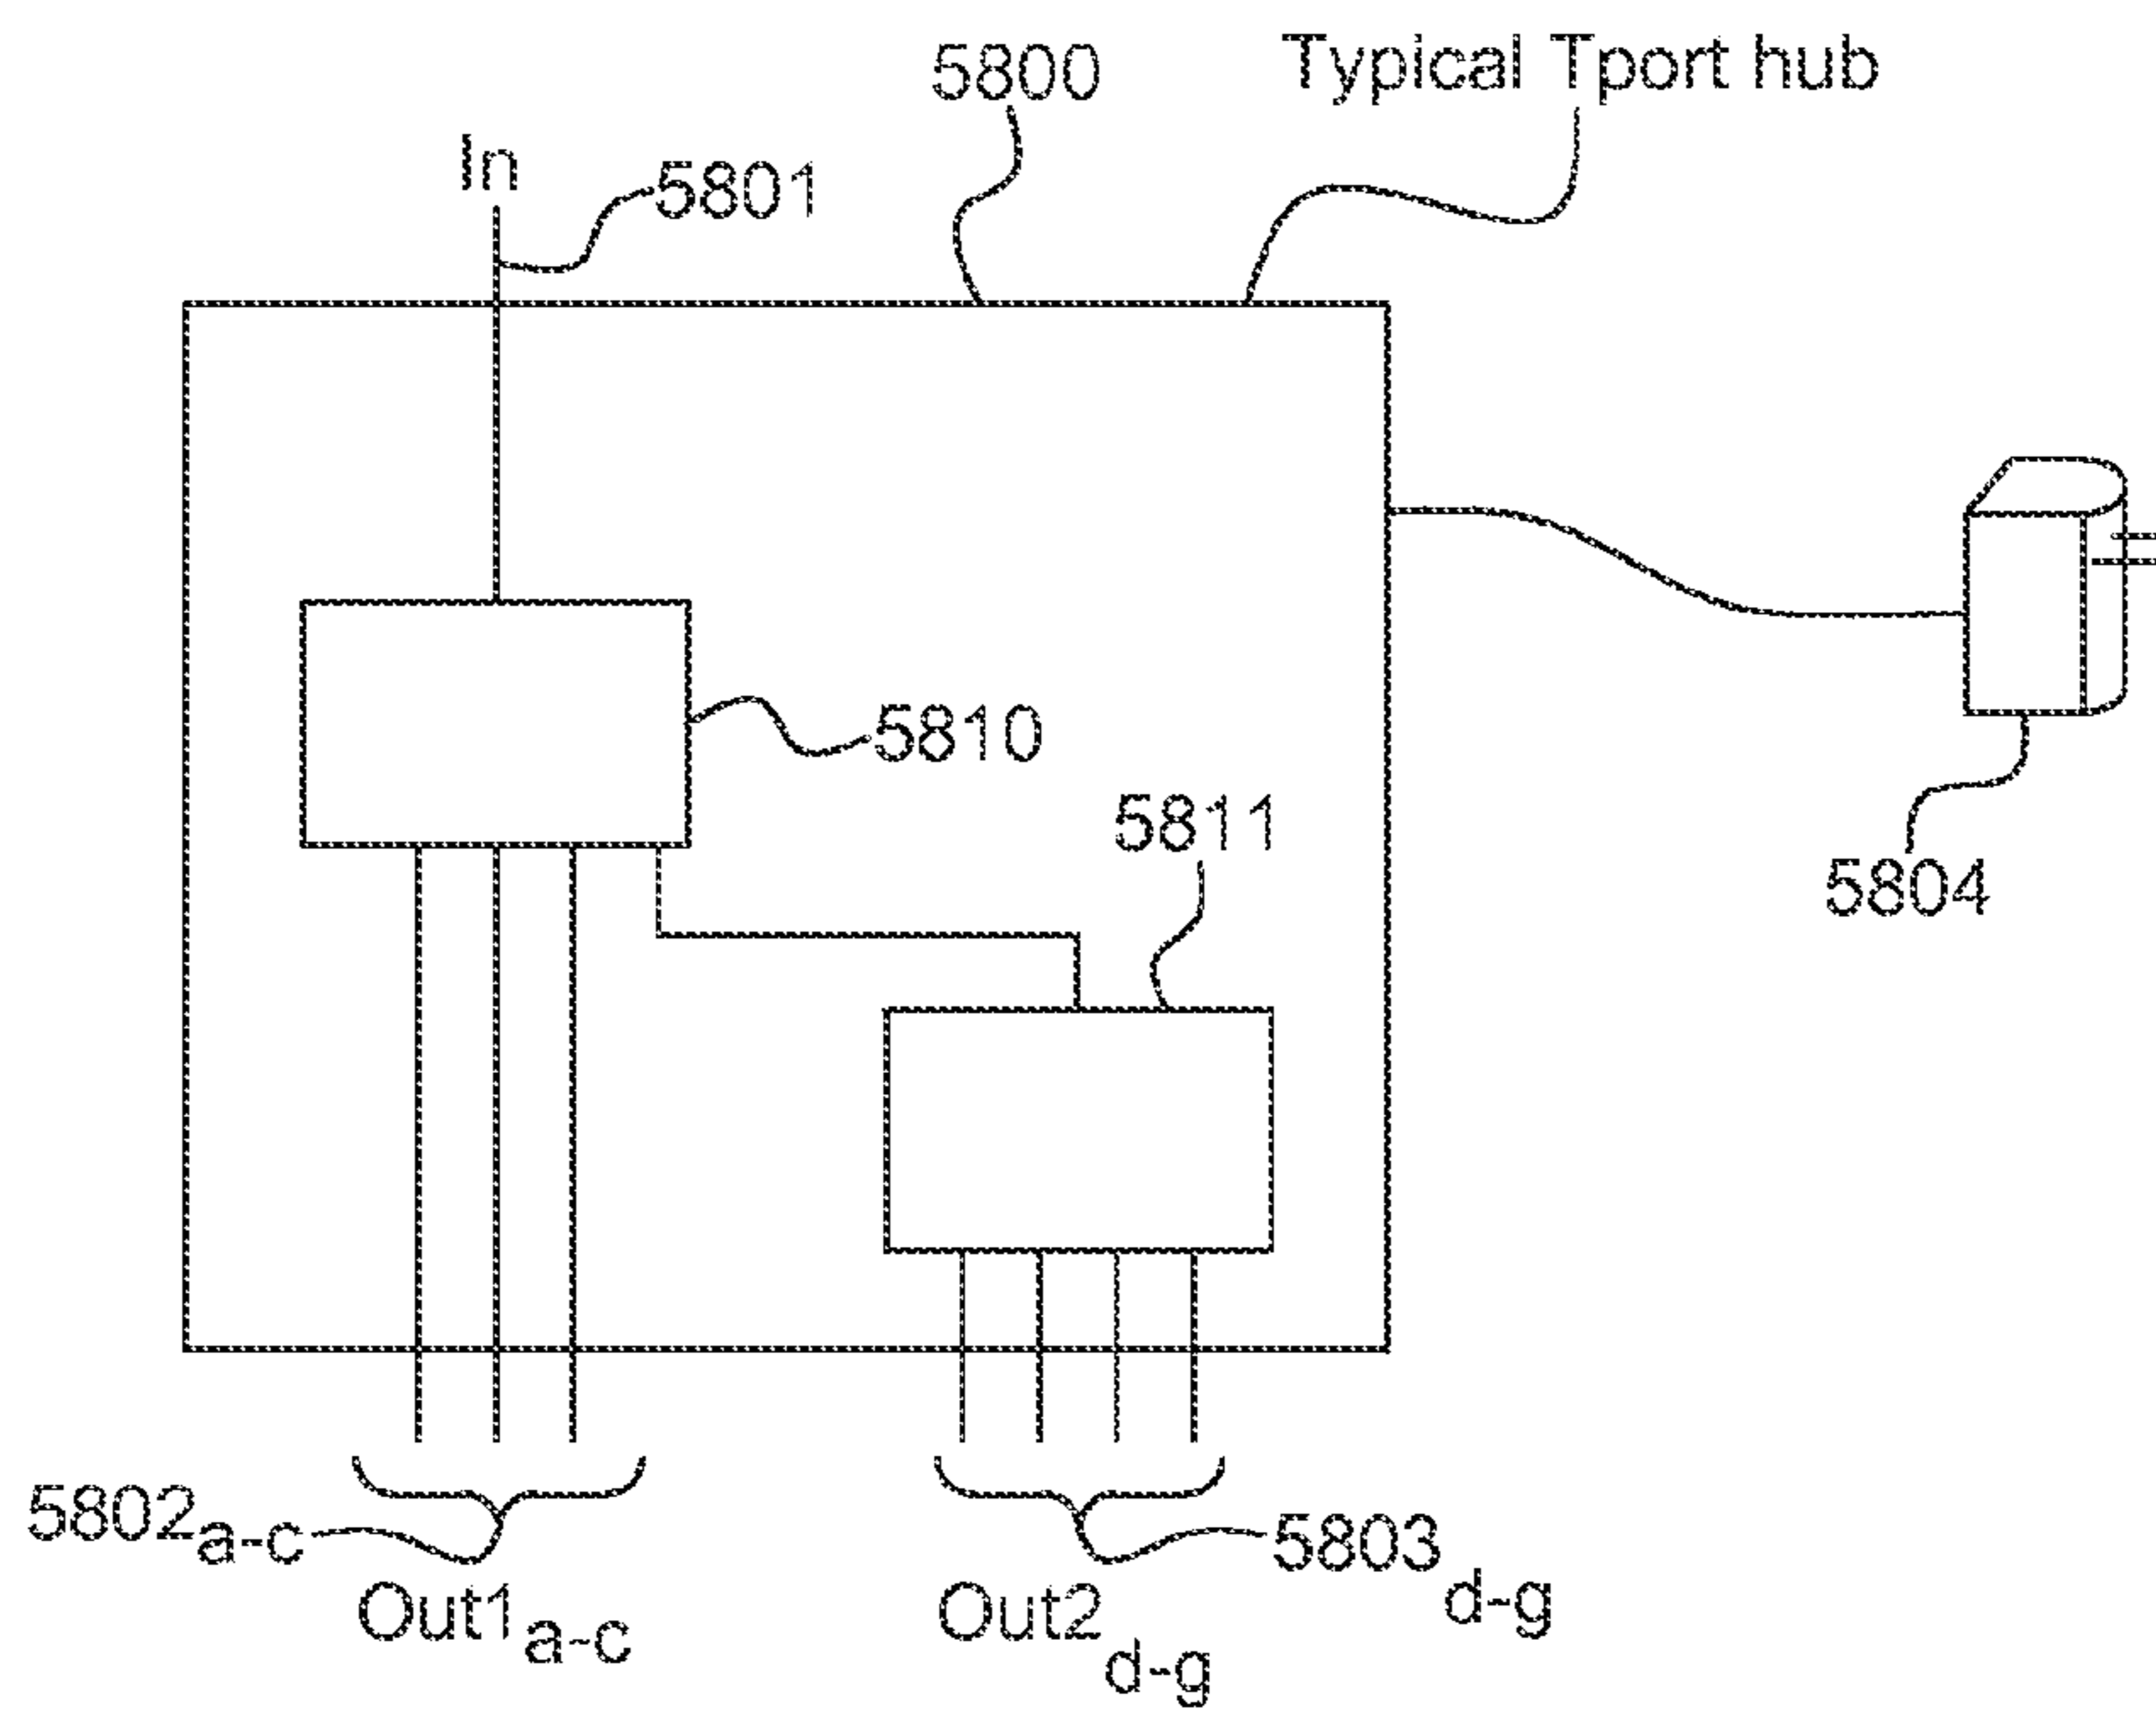 5800
Typical Tport hub
In
5801
5810
5811
5804
5802a-c
5803d-g
Out1a-c
Out2d-g